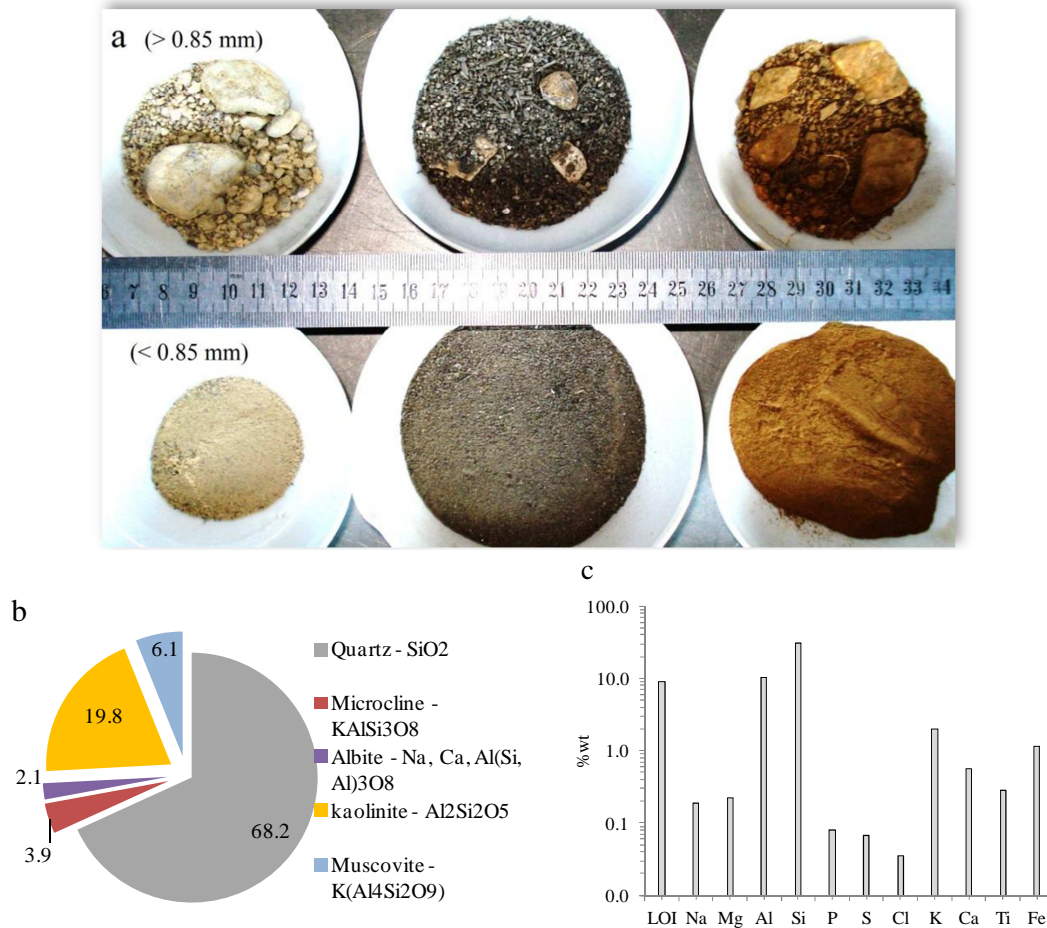 a (> 0.85 mm)
mm
6 7 8 9 10 11 12 13 14 15 16 17 18 19 20 21 22 23 24 25 26 27 28 29 30 31 32 33 34
(< 0.85 mm)
b
6.1
19.8
2.1
3.9
68.2
Quartz - SiO2
Microcline -
KAlSi3O8
Albite - Na, Ca, Al(Si,
Al)3O8
kaolinite - Al2Si2O5
Muscovite -
K(Al4Si2O9)
c
%wt
100.0
10.0
1.0
0.1
0.0
LOI Na Mg Al Si P S Cl K Ca Ti Fe